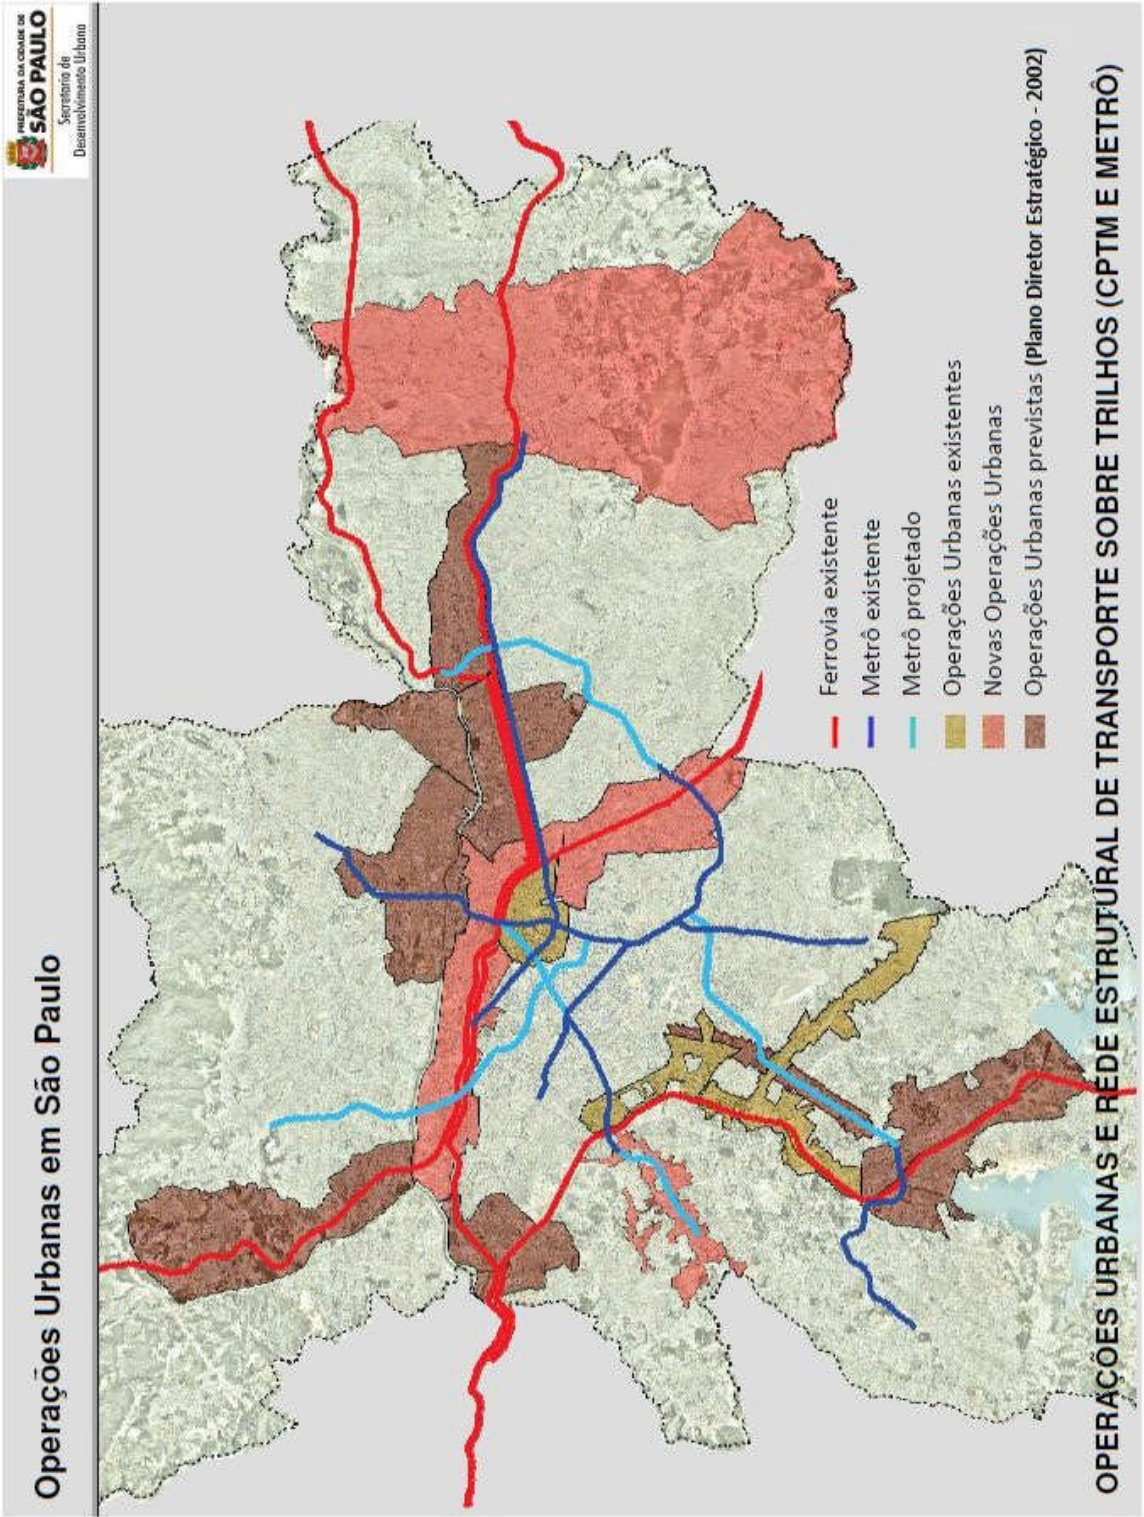 Operações Urbanas em São Paulo
PREFEITURA DA CIDADE DE
SÃO PAULO
Secretaria de
Desenvolvimento Urbano
Ferrovia existente
Metrô existente
Metrô projetado
Operações Urbanas existentes
Novas Operações Urbanas
Operações Urbanas previstas (Plano Diretor Estratégico - 2002)
OPERAÇÕES URBANAS E REDE ESTRUTURAL DE TRANSPORTE SOBRE TRILHOS (CPTM E METRÔ)